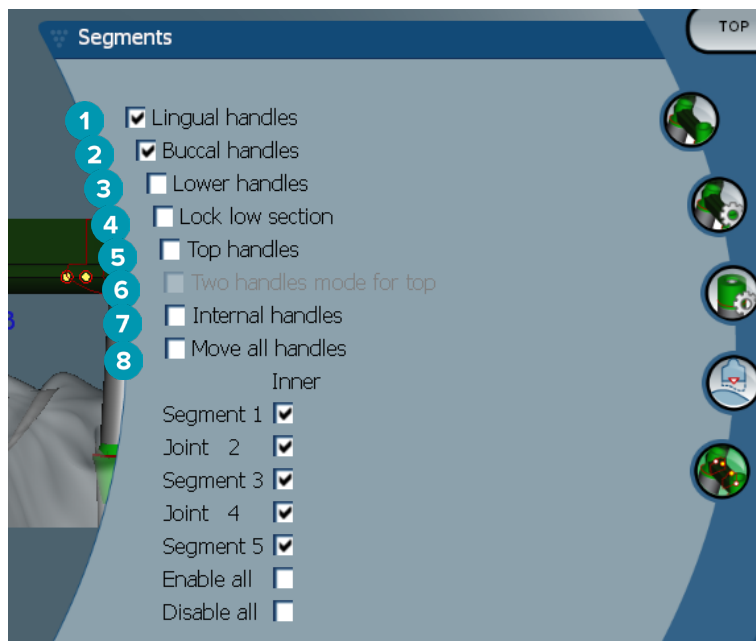 Segments
TOP
1 Lingual handles
2 Buccal handles
3 Lower handles
4 Lock low section
5 Top handles
6 Two handles mode for top
7 Internal handles
8 Move all handles
Inner
Segment 1
Joint 2
Segment 3
Joint 4
Segment 5
Enable all
Disable all